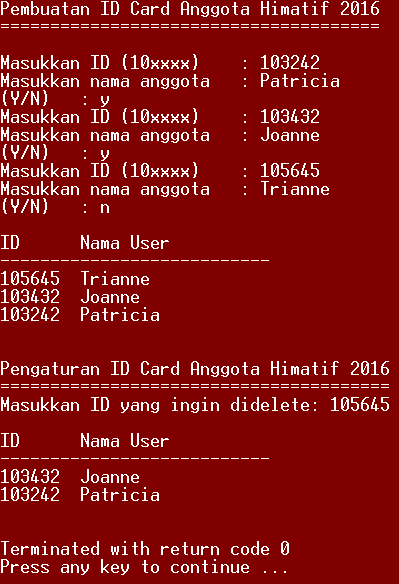 Pembuatan ID Card Anggota Himatif 2016
======================================
Masukkan ID (10xxxx)    : 103242
Masukkan nama anggota   : Patricia
(Y/N)   : y
Masukkan ID (10xxxx)    : 103432
Masukkan nama anggota   : Joanne
(Y/N)   : y
Masukkan ID (10xxxx)    : 105645
Masukkan nama anggota   : Trianne
(Y/N)   : n
ID      Nama User
---------------------------
105645  Trianne
103432  Joanne
103242  Patricia
Pengaturan ID Card Anggota Himatif 2016
=======================================
Masukkan ID yang ingin didelete: 105645
ID      Nama User
---------------------------
103432  Joanne
103242  Patricia
Terminated with return code 0
Press any key to continue ...